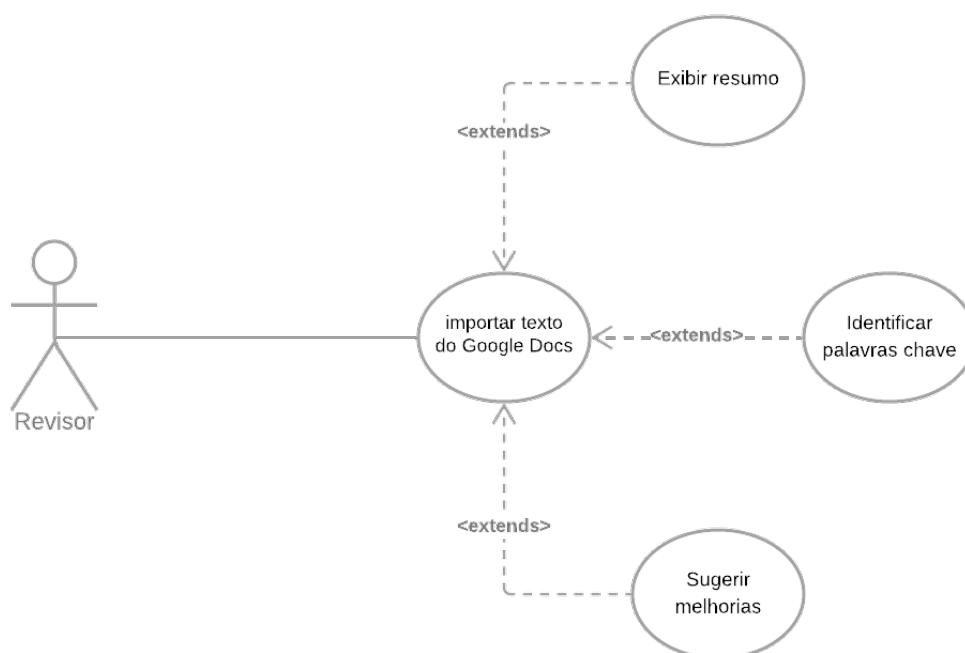 Exibir resumo
<extends>
importar texto
do Google Docs
<extends>
Identificar
palavras chave
Revisor
<extends>
Sugerir
melhorias